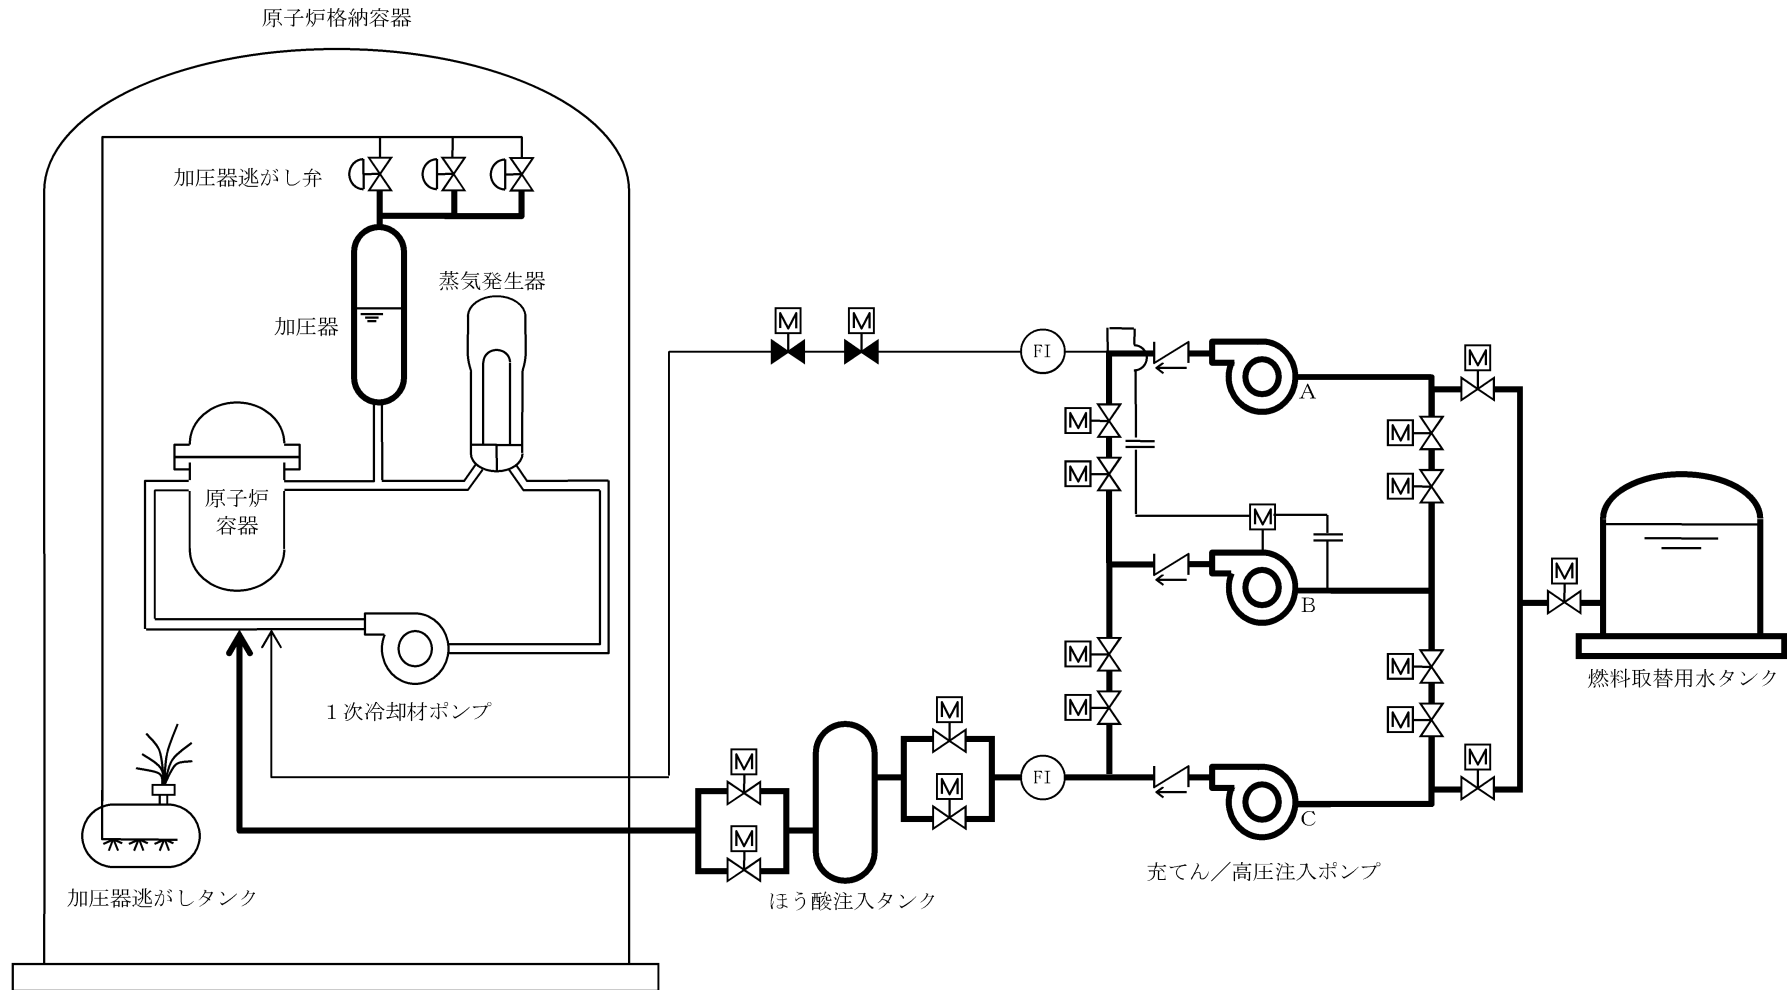 原子炉格納容器
加圧器逃がし弁
蒸気発生器
加圧器
原子炉
容器
1次冷却材ポンプ
加圧器逃がしタンク
M
M
FI
A
M
M
M
M
M
M
B
M
M
燃料取替用水タンク
M
M
M
M
M
M
M
FI
M
M
M
C
ほう酸注入タンク
充てん/高圧注入ポンプ